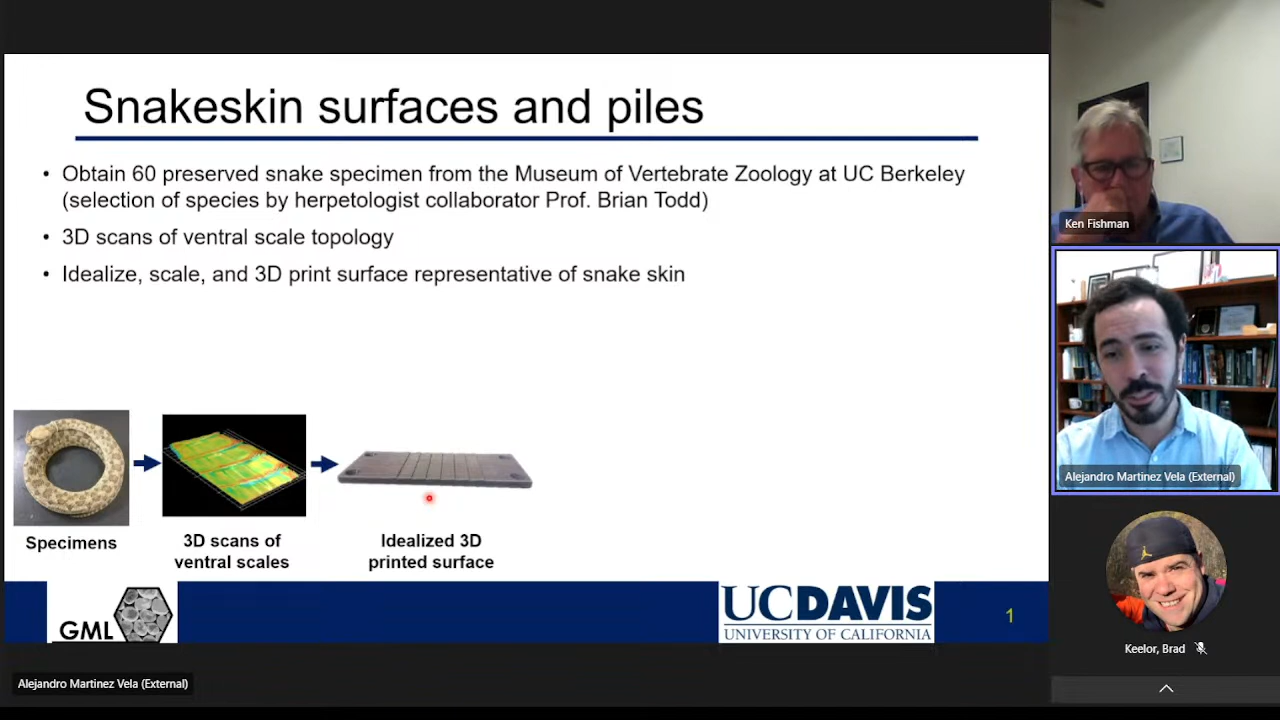 Snakeskin surfaces and piles
• Obtain 60 preserved snake specimen from the Museum of Vertebrate Zoology at UC Berkeley
(selection of species by herpetologist collaborator Prof. Brian Todd)
• 3D scans of ventral scale topology
• Idealize, scale, and 3D print surface representative of snake skin
Specimens
3D scans of
ventral scales
Idealized 3D
printed surface
GML
UCDAVIS
UNIVERSITY OF CALIFORNIA
1
Alejandro Martinez Vela (External)
Ken Fishman
Alejandro Martinez Vela (External)
Keelor, Brad